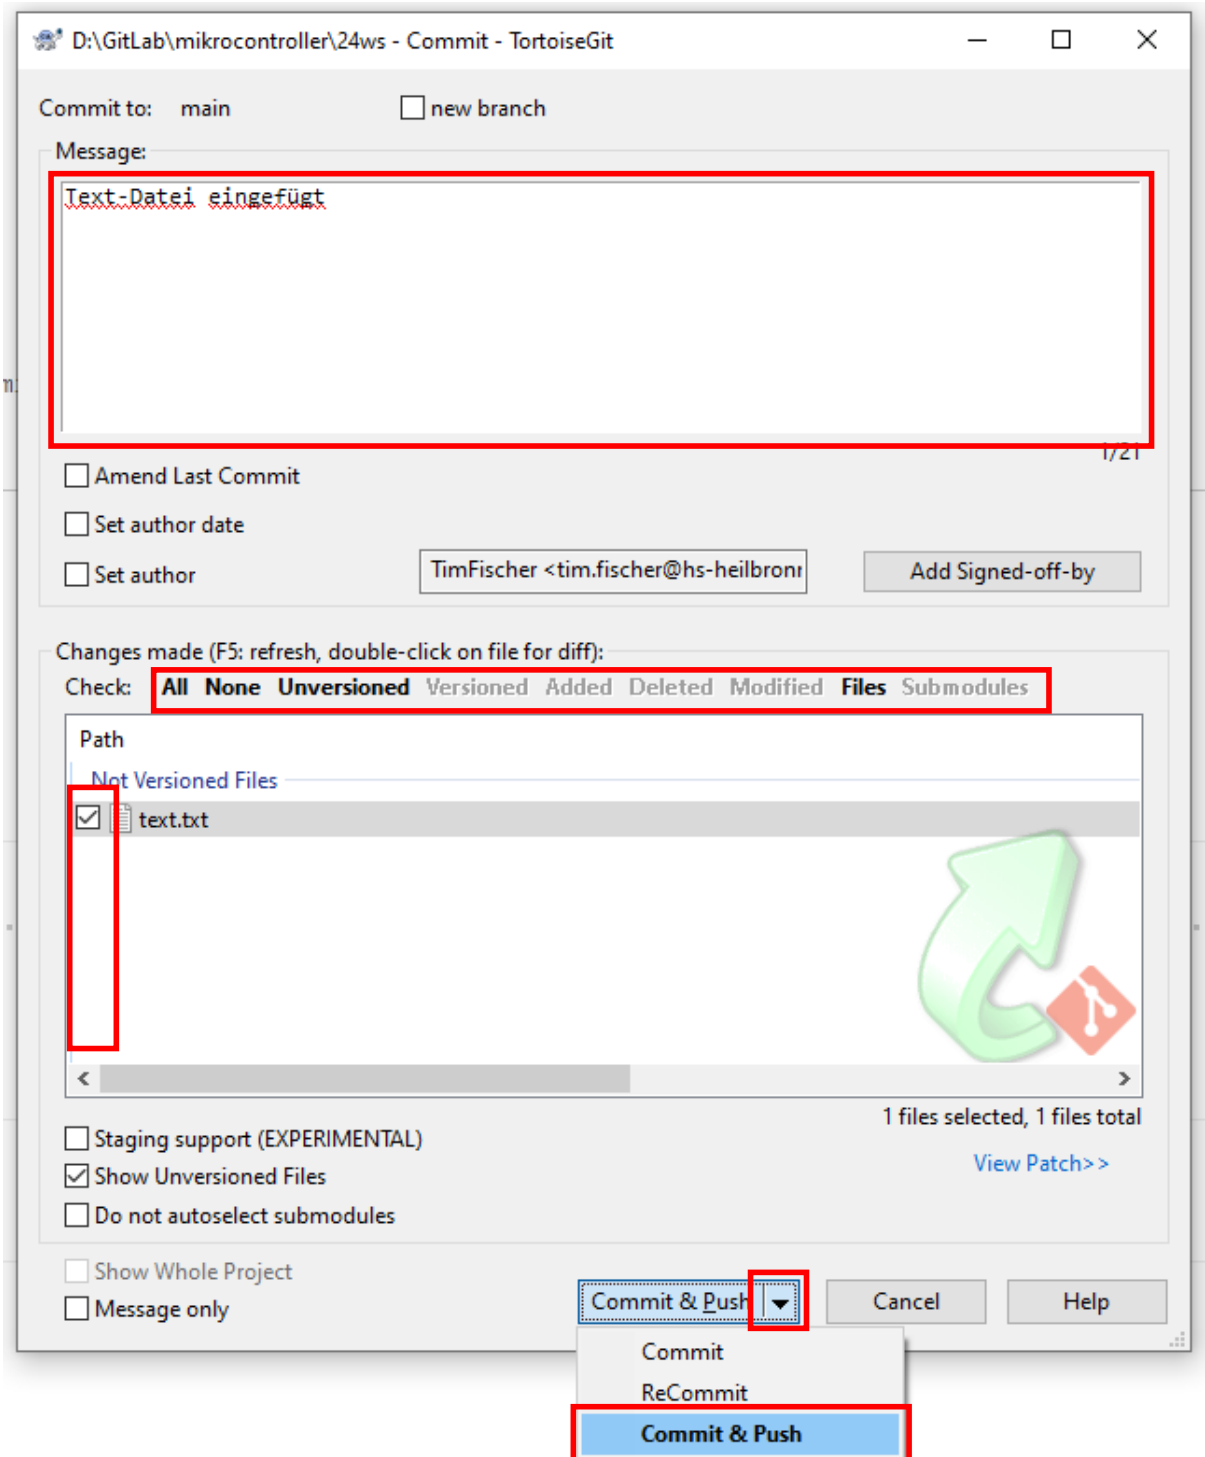 D:\GitLab\mikrocontroller\24ws - Commit - TortoiseGit
Commit to: main new branch
Message:
Text-Datei eingefügt
1/21
Amend Last Commit
Set author date
Set author TimFischer <tim.fischer@hs-heilbronn Add Signed-off-by
Changes made (F5: refresh, double-click on file for diff):
Check: All None Unversioned Versioned Added Deleted Modified Files Submodules
Path
Not Versioned Files
text.txt
1 files selected, 1 files total
Staging support (EXPERIMENTAL)
View Patch>>
Show Unversioned Files
Do not autoselect submodules
Show Whole Project
Message only
Commit & Push Cancel Help
Commit
ReCommit
Commit & Push